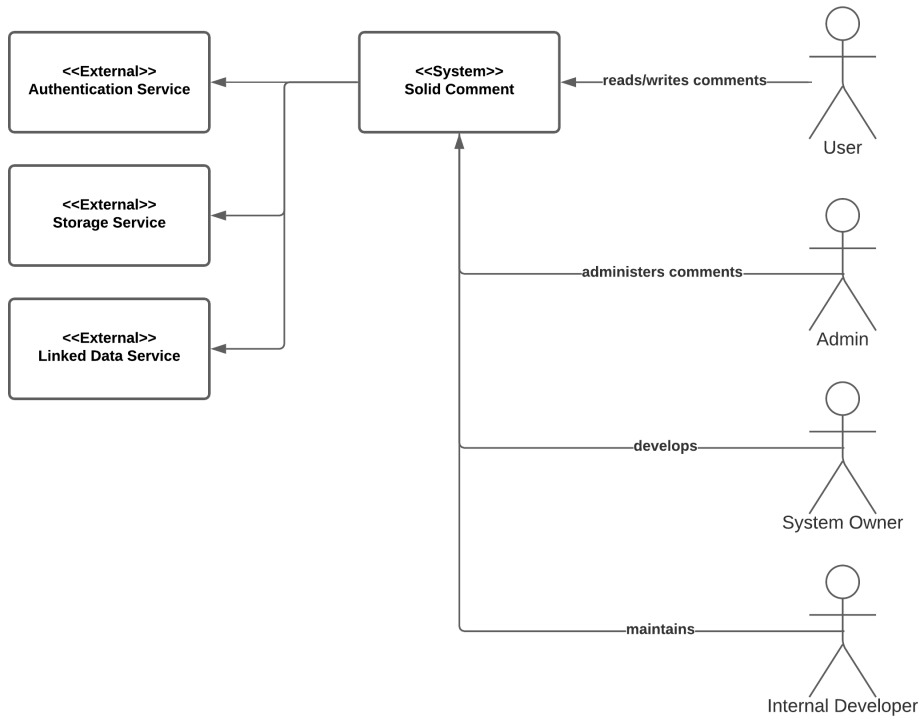 <<External>>
Authentication Service
<<System>>
Solid Comment
reads/writes comments
User
<<External>>
Storage Service
administers comments
Admin
<<External>>
Linked Data Service
develops
System Owner
maintains
Internal Developer